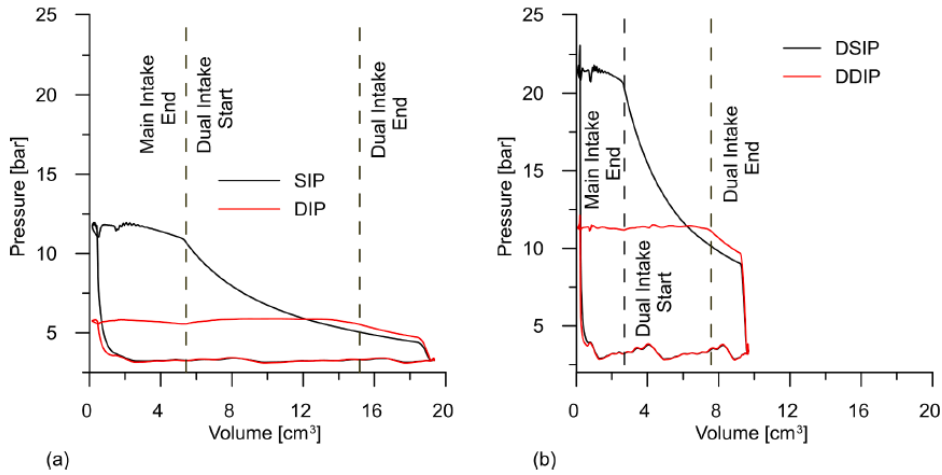 25
20
15
10
5
Pressure [bar]
Main Intake
End
Dual Intake
Start
Dual Intake
End
SIP
DIP
0
4
8
12
16
20
Volume [cm³]
(a)
25
20
15
10
5
Pressure [bar]
Main Intake
End
Dual Intake
Start
Dual Intake
End
DSIP
DDIP
0
4
8
12
16
20
Volume [cm³]
(b)